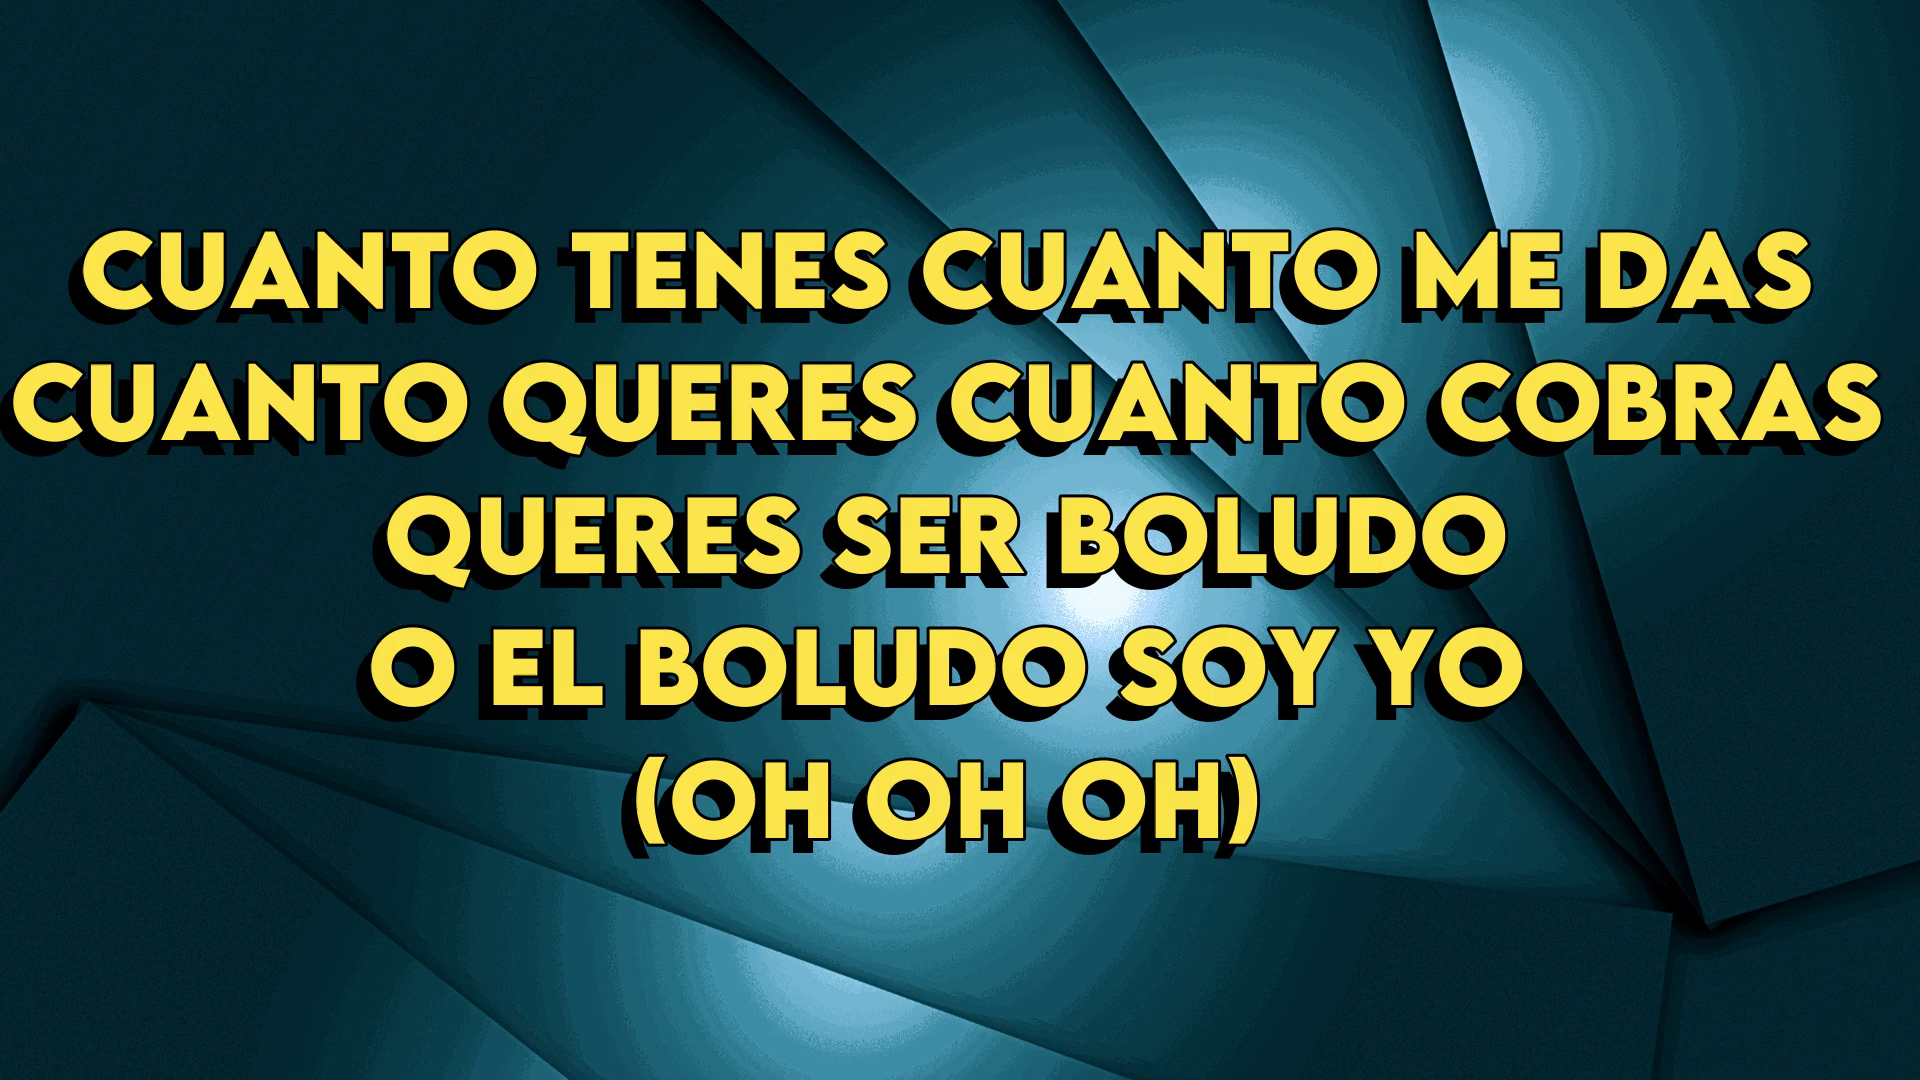 CUANTO TENES CUANTO ME DAS
CUANTO QUERES CUANTO COBRAS
QUERES SER BOLUDO
O EL BOLUDO SOY YO
(OH OH OH)